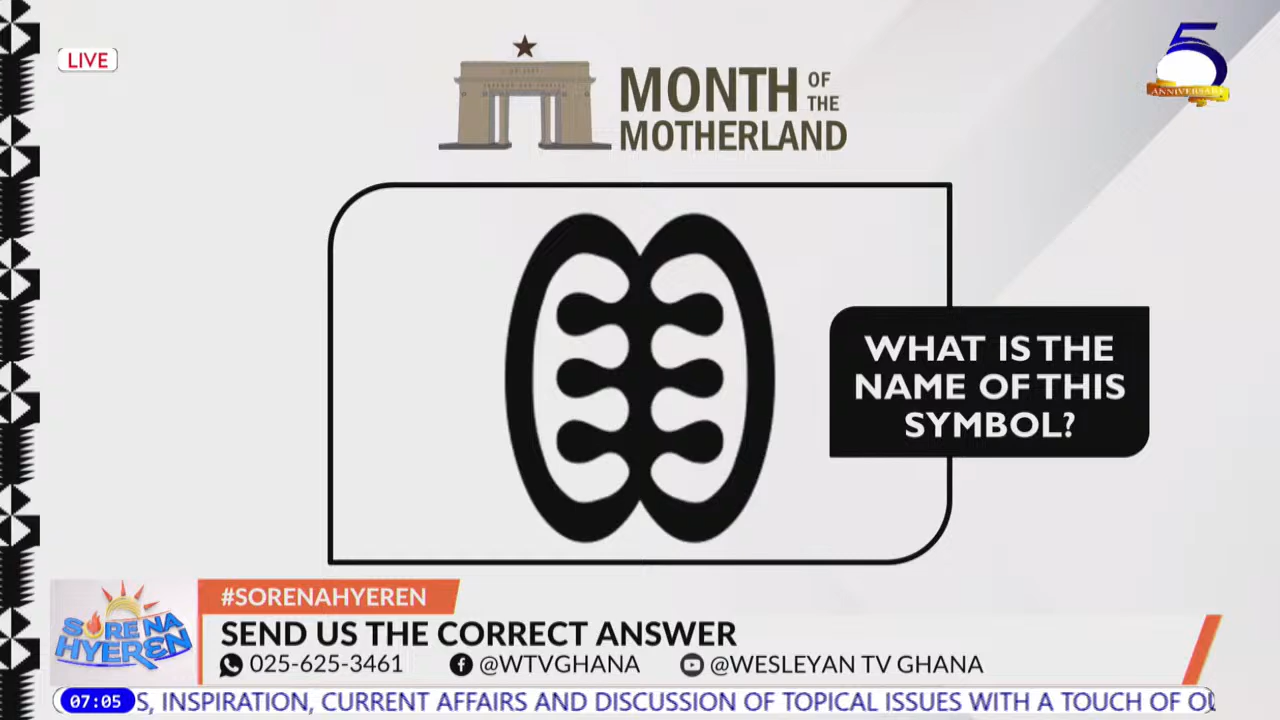 LIVE
5
ANNIVERSARY
MONTH OF THE
MOTHERLAND
WHAT IS THE
NAME OF THIS
SYMBOL?
SORE NA
HYEREN
#SORENAHYEREN
SEND US THE CORRECT ANSWER
025-625-3461 @WTVGHANA @WESLEYAN TV GHANA
07:05 S, INSPIRATION, CURRENT AFFAIRS AND DISCUSSION OF TOPICAL ISSUES WITH A TOUCH OF